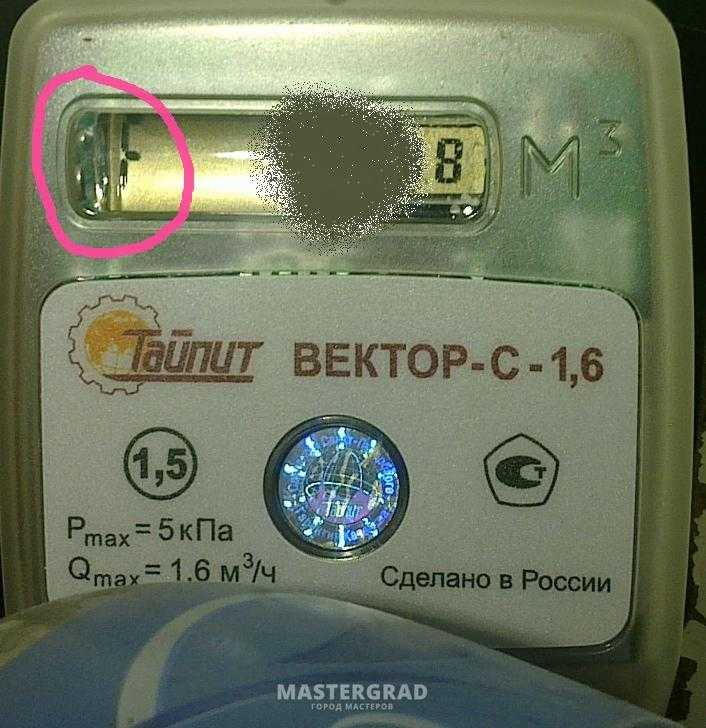 8 М³
Тайпит ВЕКТОР-С-1,6
1,5
Тайпит
Pmax = 5 кПа
Qmax = 1.6 м³/ч
Сделано в России
MASTERGRAD
ГОРОД МАСТЕРОВ